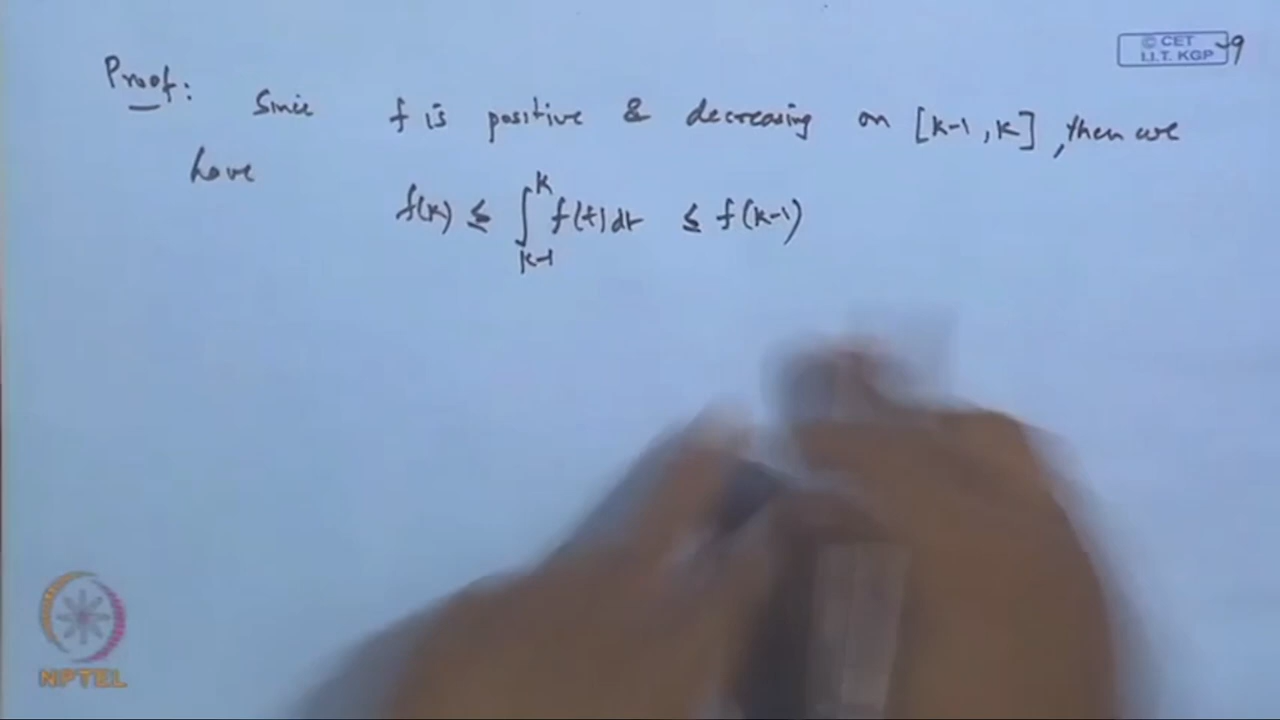 © CET
I.I.T. KGP
Proof: Since f is positive & decreasing on [k-1, k], then we
have
f(k) ≤ ∫_{k-1}^{k} f(t) dt ≤ f(k-1)
NPTEL